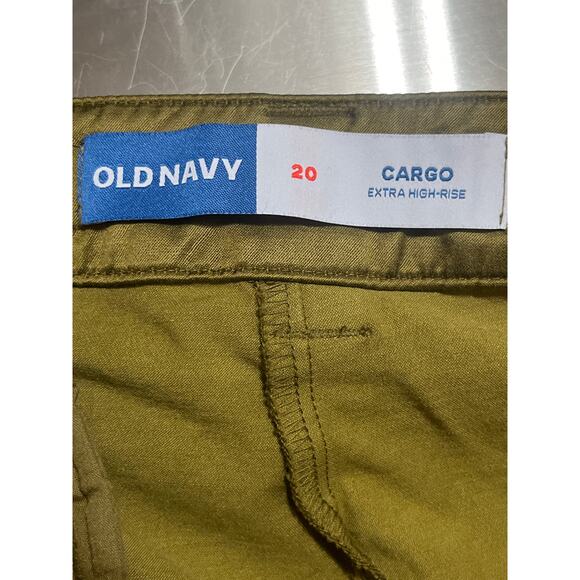 OLD NAVY
20
CARGO
EXTRA HIGH-RISE